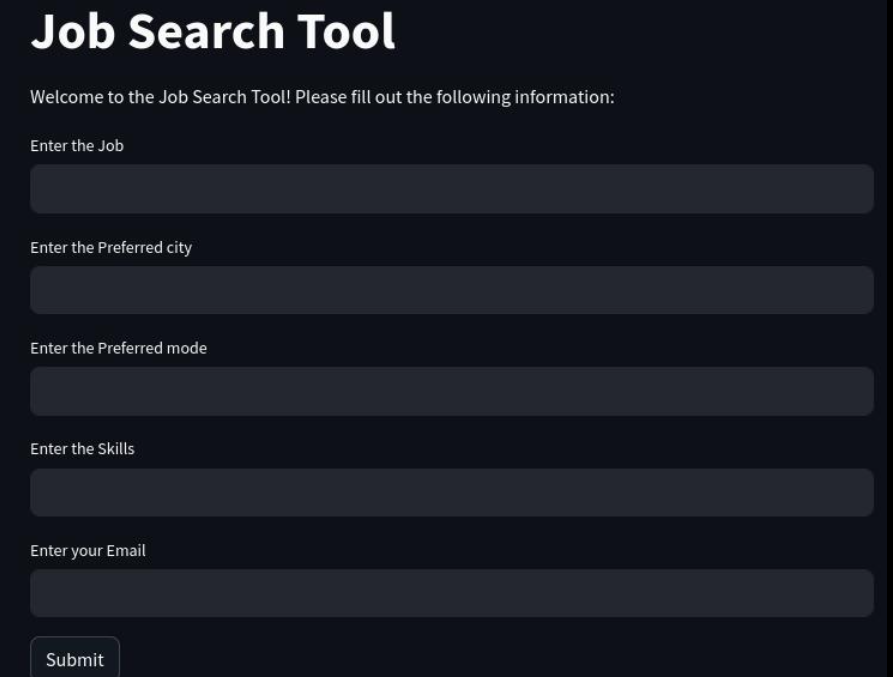 Job Search Tool
Welcome to the Job Search Tool! Please fill out the following information:
Enter the Job
Enter the Preferred city
Enter the Preferred mode
Enter the Skills
Enter your Email
Submit